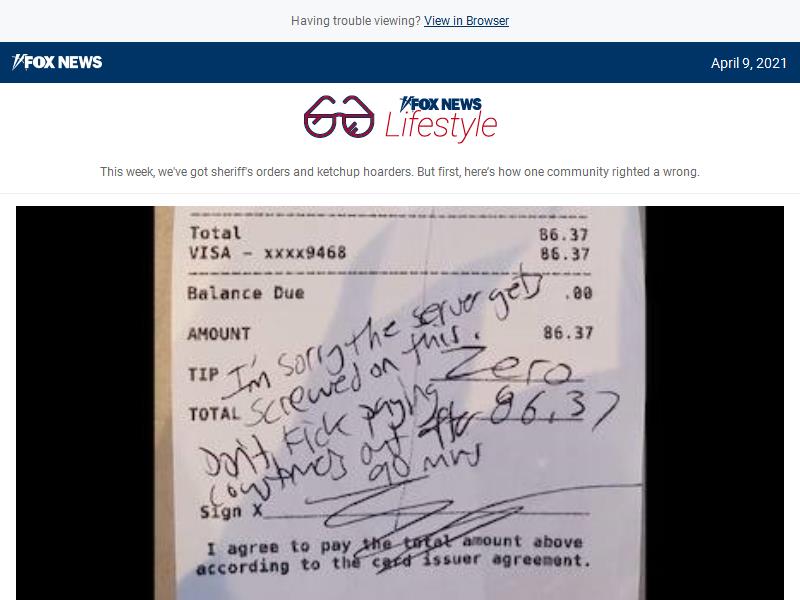 Having trouble viewing? View in Browser
FOX NEWS
April 9, 2021
FOX NEWS
Lifestyle
This week, we've got sheriff's orders and ketchup hoarders. But first, here's how one community righted a wrong.
Total 86.37
VISA - xxxx9468 86.37
Balance Due .00
AMOUNT 86.37
TIP Zero
TOTAL 86.37
I'm sorry the server gets
screwed on this.
Don't kick paying
customers out after
90 mins
Sign X
I agree to pay the total amount above
according to the card issuer agreement.